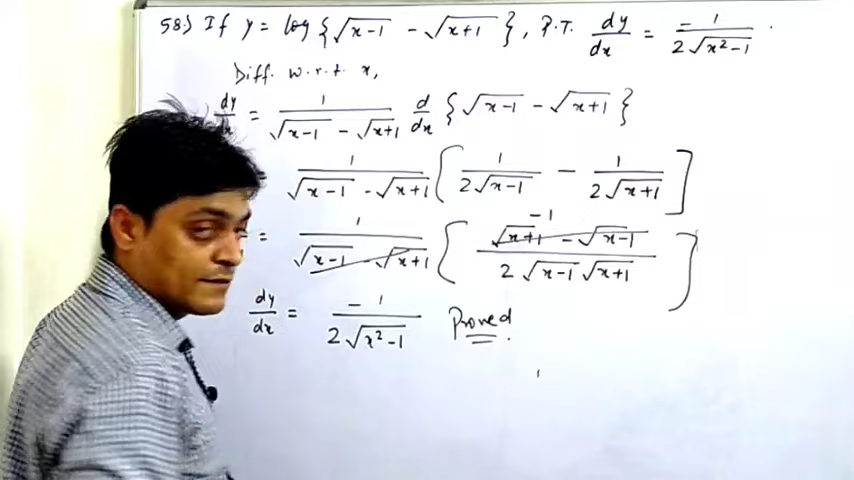 58.) If y = log {√(x-1) - √(x+1)}, P.T. dy/dx = -1/(2√(x²-1))
Diff. w.r.t. x,
dy/dx = 1/(√(x-1) - √(x+1)) d/dx {√(x-1) - √(x+1)}
1/(√(x-1) - √(x+1)) [1/(2√(x-1)) - 1/(2√(x+1))]
-1
= 1/(√(x-1) - √(x+1)) [(√(x+1) - √(x-1))/(2√(x-1)√(x+1))]
dy/dx = -1/(2√(x²-1)) Proved.